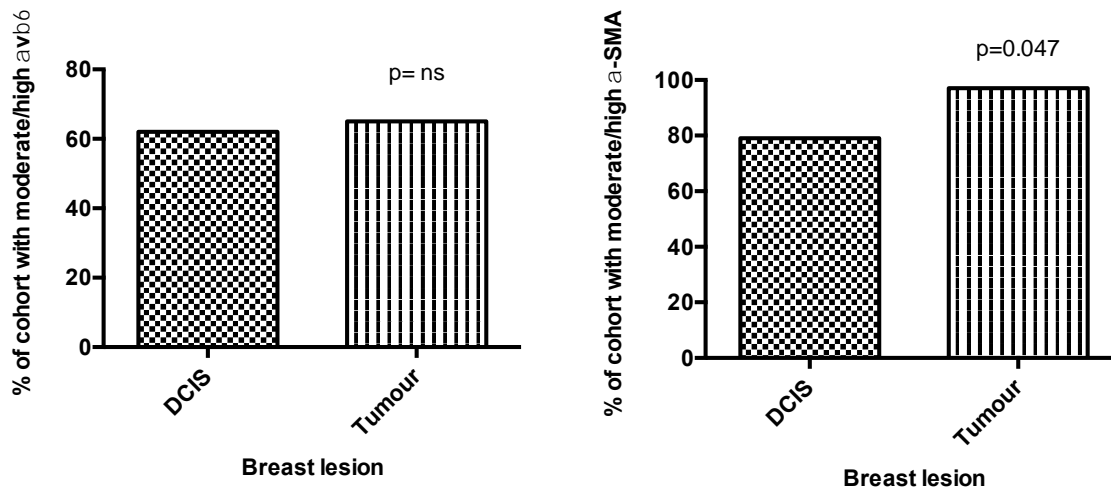 % of cohort with moderate/high avb6
p= ns
80
60
40
20
0
DCIS
Tumour
Breast lesion
% of cohort with moderate/high a-SMA
p=0.047
100
80
60
40
20
0
DCIS
Tumour
Breast lesion